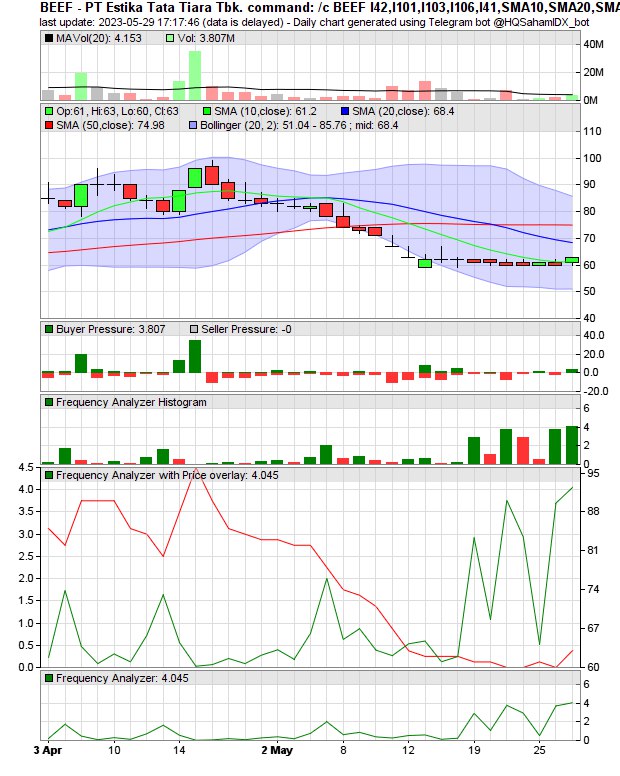 BEEF - PT Estika Tata Tiara Tbk. command: /c BEEF I42,I101,I103,I106,I41,SMA10,SMA20,SMA
last update: 2023-05-29 17:17:46 (data is delayed) - Daily chart generated using Telegram bot @HQSahamIDX_bot
MAVol(20): 4.153 Vol: 3.807M
40M
20M
0M
Op:61, Hi:63, Lo:60, Cl:63 SMA (10,close): 61.2 SMA (20,close): 68.4
SMA (50,close): 74.98 Bollinger (20, 2): 51.04 - 85.76 ; mid: 68.4
110
100
90
80
70
60
50
40
Buyer Pressure: 3.807 Seller Pressure: -0
40.0
20.0
0.0
-20.0
Frequency Analyzer Histogram
6
4
2
0
Frequency Analyzer with Price overlay: 4.045
4.5 95
4.0
3.5 88
3.0
2.5 81
2.0 74
1.5
1.0 67
0.5
0.0 60
Frequency Analyzer: 4.045
6
4
2
0
3 Apr 10 14 2 May 8 12 19 25